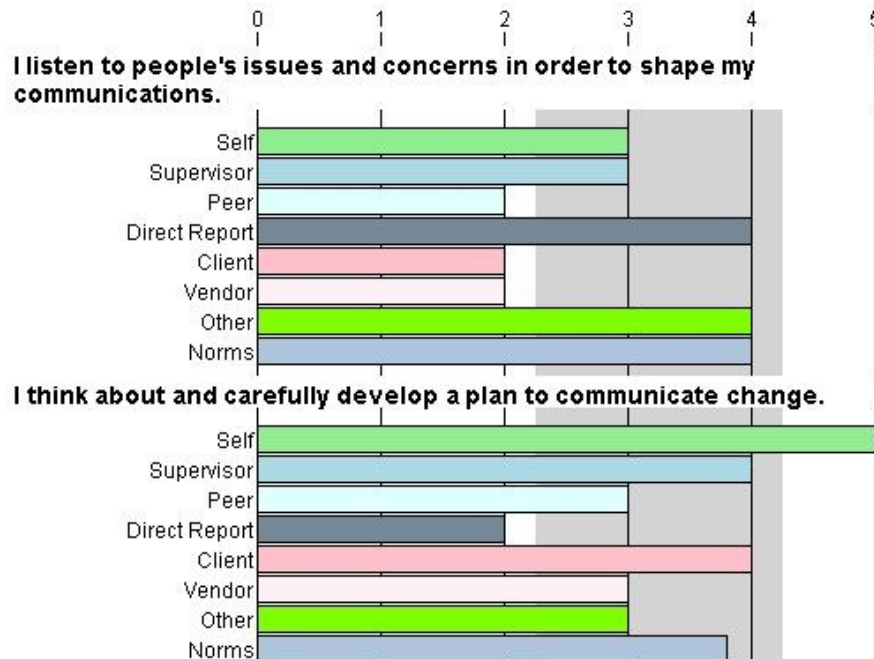 0 1 2 3 4 5
I listen to people's issues and concerns in order to shape my
communications.
Self
Supervisor
Peer
Direct Report
Client
Vendor
Other
Norms
I think about and carefully develop a plan to communicate change.
Self
Supervisor
Peer
Direct Report
Client
Vendor
Other
Norms